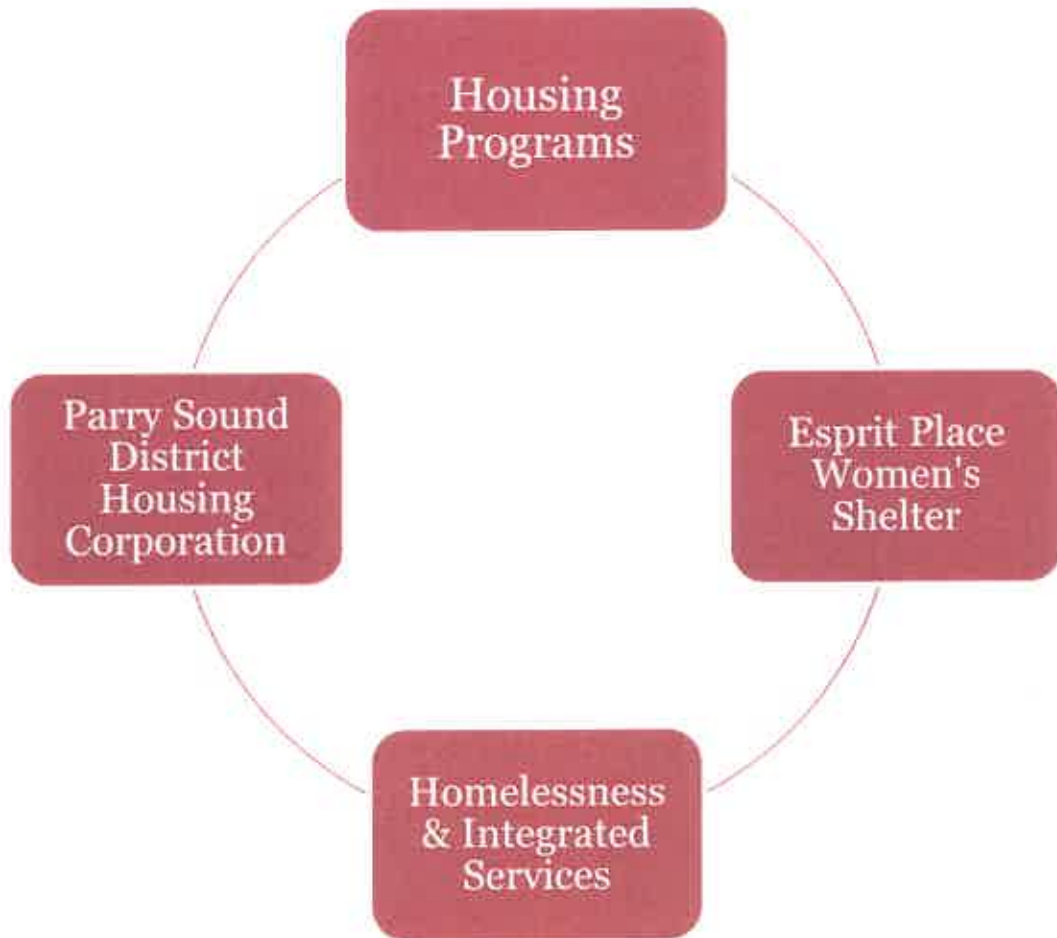 Housing
Programs
Parry Sound
District
Housing
Corporation
Esprit Place
Women's
Shelter
Homelessness
& Integrated
Services